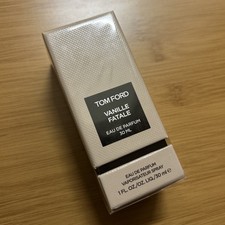 TOM FORD
VANILLE
FATALE
EAU DE PARFUM
30 ML
EAU DE PARFUM
VAPORISATEUR SPRAY
1 FL. OZ./OZ. LIQ./30 ml ℮